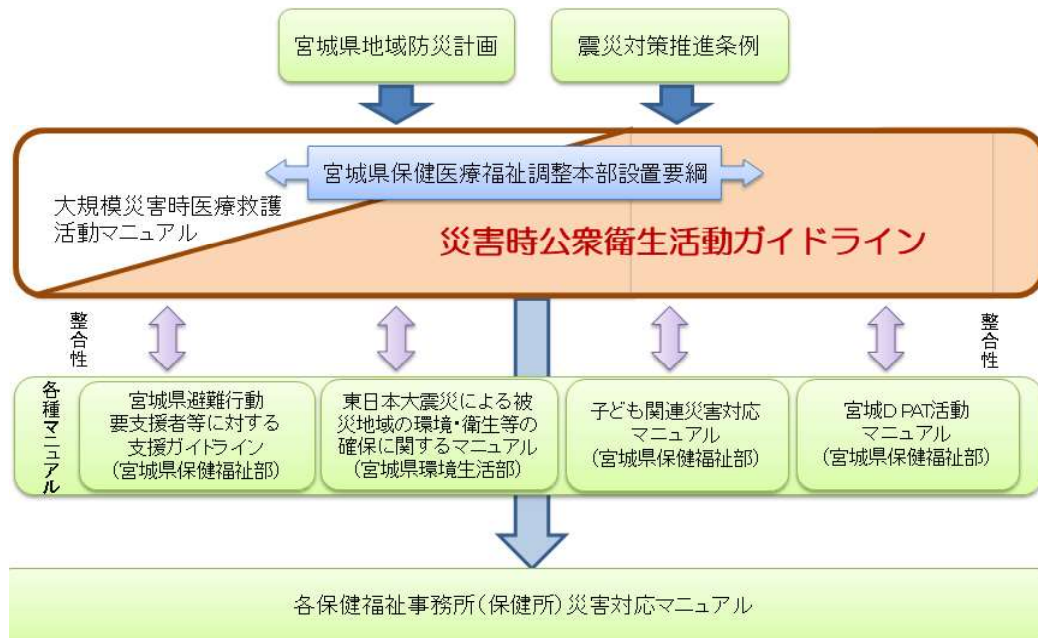 宮城県地域防災計画
震災対策推進条例
宮城県保健医療福祉調整本部設置要綱
大規模災害時医療救護
活動マニュアル
災害時公衆衛生活動ガイドライン
整合性
整合性
各種マニュアル
宮城県避難行動
要支援者等に対する
支援ガイドライン
(宮城県保健福祉部)
東日本大震災による被
災地域の環境・衛生等の
確保に関するマニュアル
(宮城県環境生活部)
子ども関連災害対応
マニュアル
(宮城県保健福祉部)
宮城DPAT活動
マニュアル
(宮城県保健福祉部)
各保健福祉事務所(保健所)災害対応マニュアル